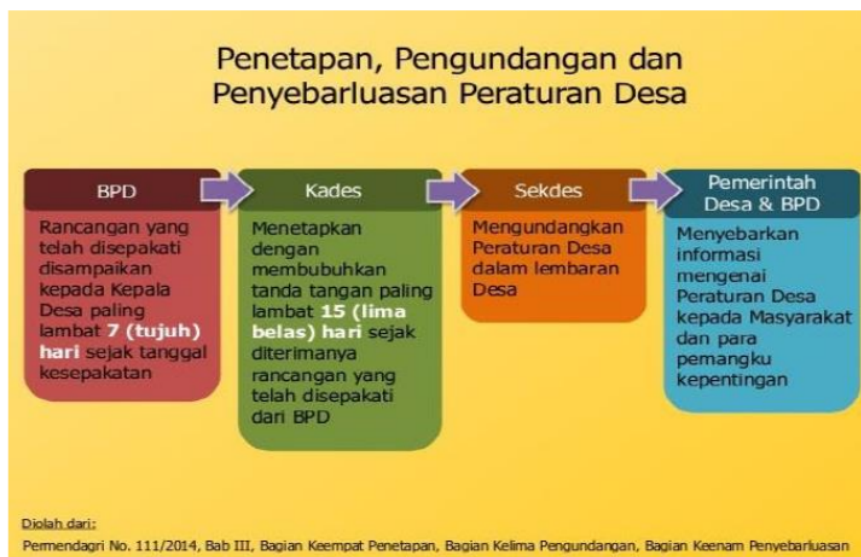 Penetapan, Pengundangan dan
Penyebarluasan Peraturan Desa
BPD
Rancangan yang
telah disepakati
disampaikan
kepada Kepala
Desa paling
lambat 7 (tujuh)
hari sejak tanggal
kesepakatan
Kades
Menetapkan
dengan
membubuhkan
tanda tangan paling
lambat 15 (lima
belas) hari sejak
diterimanya
rancangan yang
telah disepakati
dari BPD
Sekdes
Mengundangkan
Peraturan Desa
dalam lembaran
Desa
Pemerintah
Desa & BPD
Menyebarkan
informasi
mengenai
Peraturan Desa
kepada Masyarakat
dan para
pemangku
kepentingan
Diolah dari:
Permendagri No. 111/2014, Bab III, Bagian Keempat Penetapan, Bagian Kelima Pengundangan, Bagian Keenam Penyebarluasan